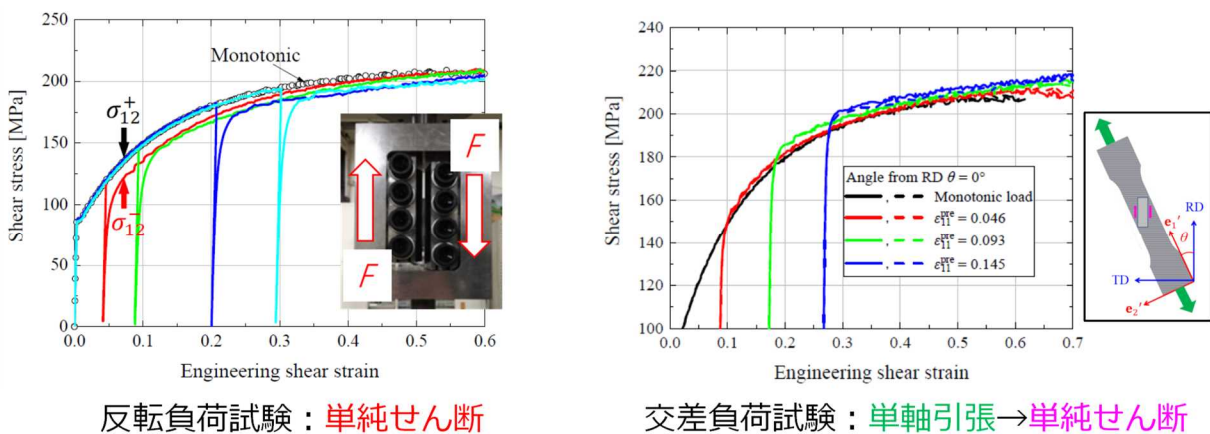 250
200
150
100
50
0
0.0 0.1 0.2 0.3 0.4 0.5 0.6
Shear stress [MPa]
Engineering shear strain
Monotonic
σ₁₂⁺
σ₁₂⁻
F
F
反転負荷試験：単純せん断
240
220
200
180
160
140
120
100
0 0.1 0.2 0.3 0.4 0.5 0.6 0.7
Shear stress [MPa]
Engineering shear strain
Angle from RD θ = 0°
Monotonic load
ε₁₁ᵖʳᵉ = 0.046
ε₁₁ᵖʳᵉ = 0.093
ε₁₁ᵖʳᵉ = 0.145
RD
e₁′
θ
TD
e₂′
交差負荷試験：単軸引張→単純せん断